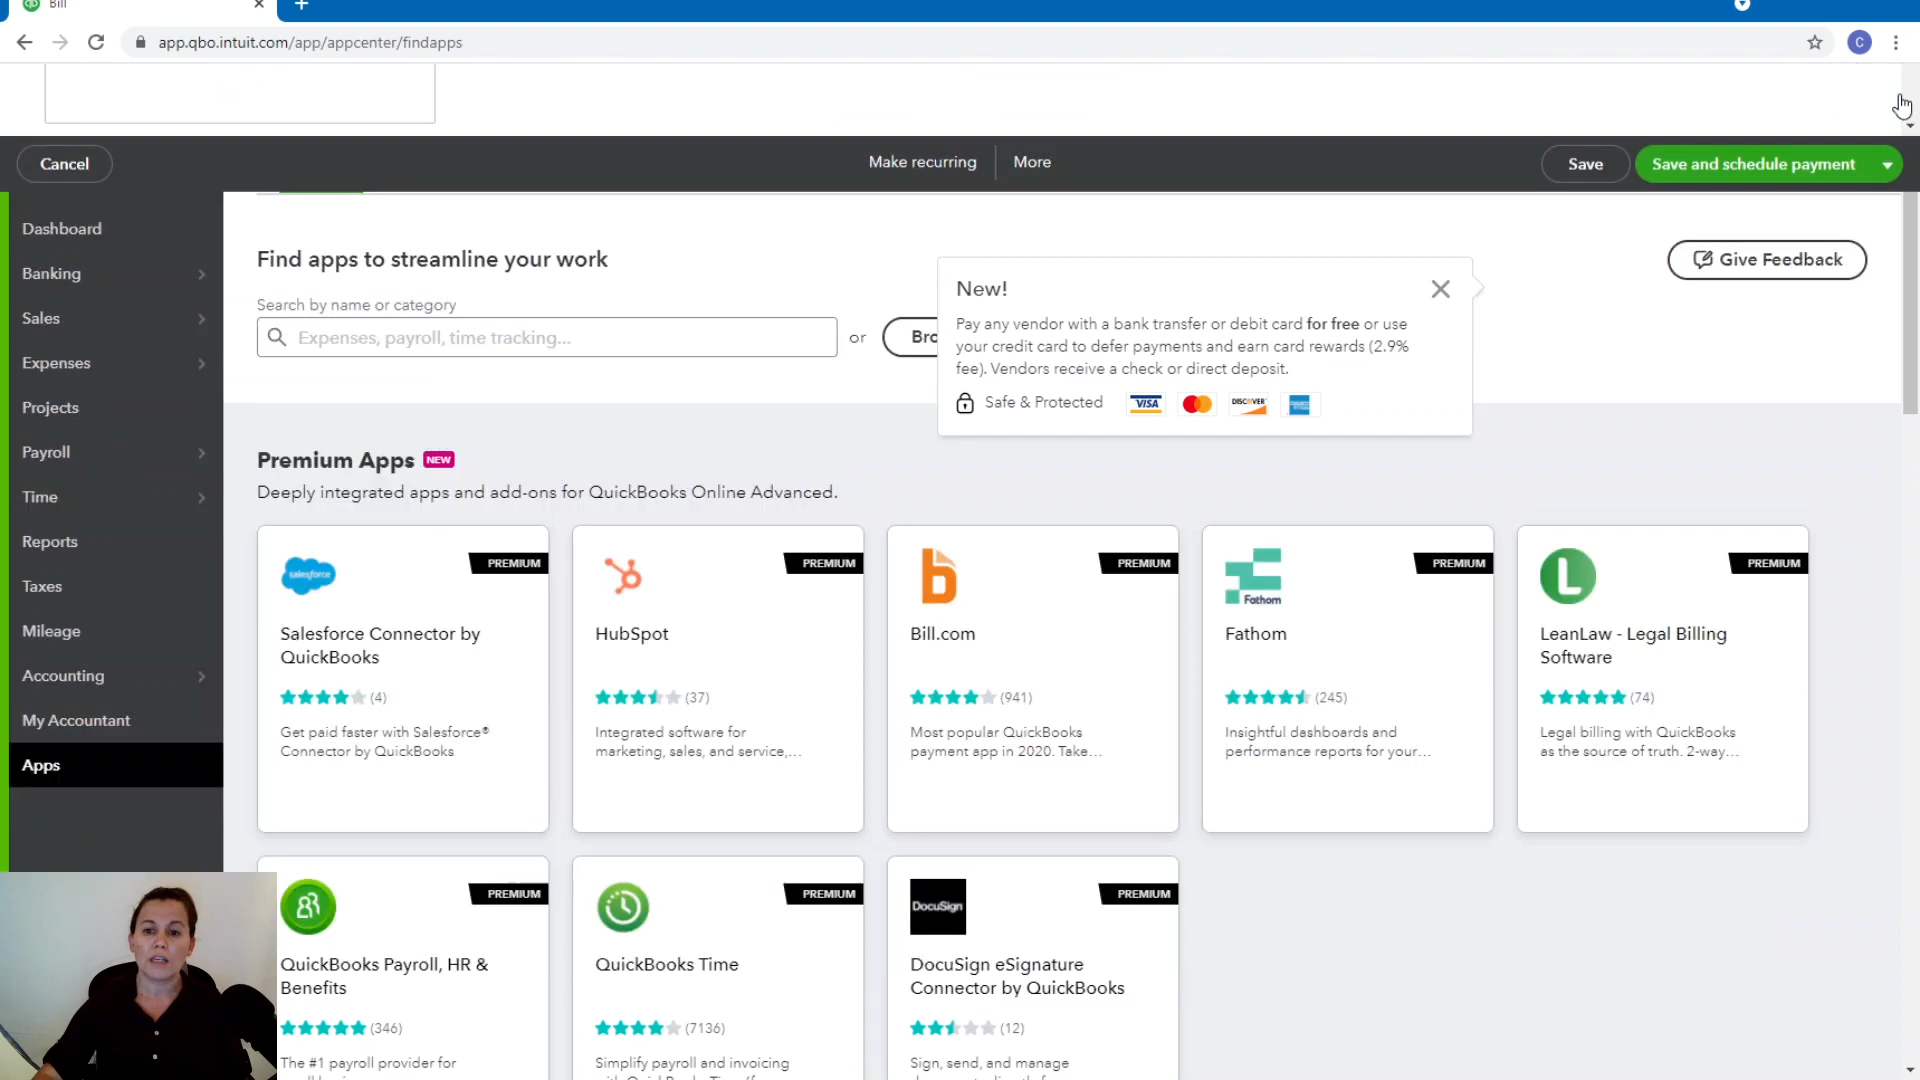 Bill
app.qbo.intuit.com/app/appcenter/findapps
C
Cancel
Make recurring
More
Save
Save and schedule payment
Dashboard
Banking
Sales
Expenses
Projects
Payroll
Time
Reports
Taxes
Mileage
Accounting
My Accountant
Apps
Find apps to streamline your work
Give Feedback
Search by name or category
Expenses, payroll, time tracking...
or
Bro
New!
Pay any vendor with a bank transfer or debit card for free or use
your credit card to defer payments and earn card rewards (2.9%
fee). Vendors receive a check or direct deposit.
Safe & Protected
VISA
DISCOVER
Premium Apps NEW
Deeply integrated apps and add-ons for QuickBooks Online Advanced.
salesforce
PREMIUM
Salesforce Connector by
QuickBooks
(4)
Get paid faster with Salesforce®
Connector by QuickBooks
PREMIUM
HubSpot
(37)
Integrated software for
marketing, sales, and service,...
b
PREMIUM
Bill.com
(941)
Most popular QuickBooks
payment app in 2020. Take...
Fathom
PREMIUM
Fathom
(245)
Insightful dashboards and
performance reports for your...
L
PREMIUM
LeanLaw - Legal Billing
Software
(74)
Legal billing with QuickBooks
as the source of truth. 2-way...
PREMIUM
QuickBooks Payroll, HR &
Benefits
(346)
The #1 payroll provider for
PREMIUM
QuickBooks Time
(7136)
Simplify payroll and invoicing
DocuSign
PREMIUM
DocuSign eSignature
Connector by QuickBooks
(12)
Sign, send, and manage